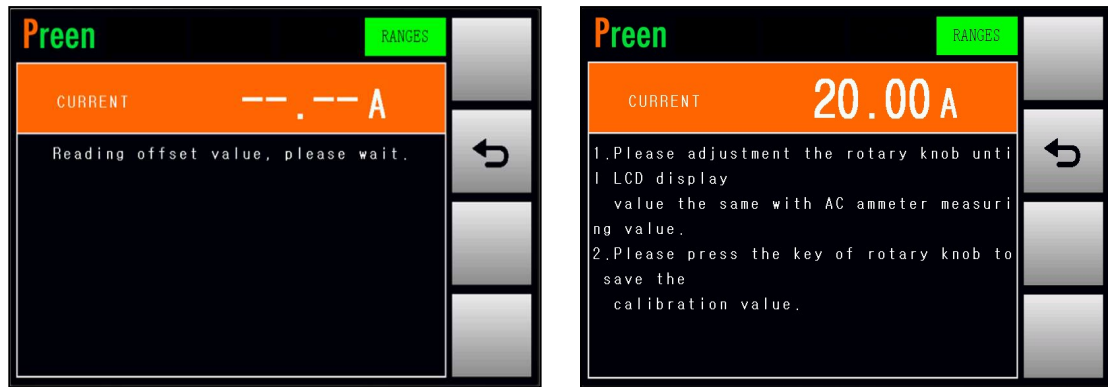 Preen
RANGES
CURRENT --.-- A
Reading offset value, please wait.
Preen
RANGES
CURRENT 20.00 A
1.Please adjustment the rotary knob unti
l LCD display
value the same with AC ammeter measuri
ng value.
2.Please press the key of rotary knob to
save the
calibration value.